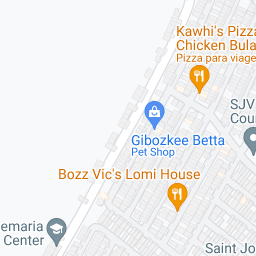 Kawhi's Pizza
Chicken Bula
Pizza para viage
SJV
Cou
Gibozkee Betta
Pet Shop
Bozz Vic's Lomi House
emaria
Center
Saint Jo